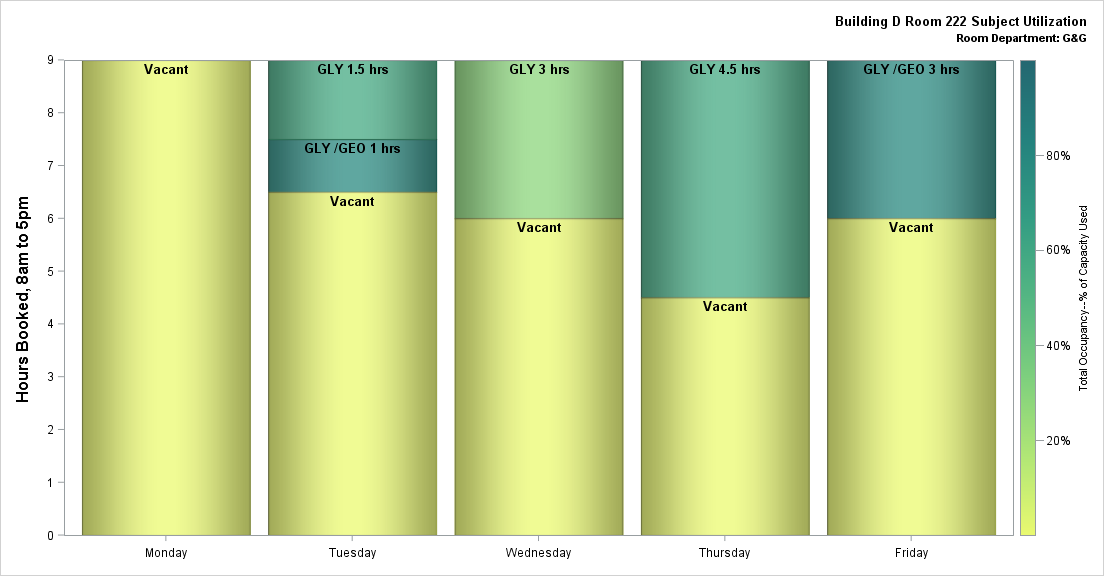 Building D Room 222 Subject Utilization
Room Department: G&G
Hours Booked, 8am to 5pm
9
8
7
6
5
4
3
2
1
0
Vacant
GLY 1.5 hrs
GLY /GEO 1 hrs
Vacant
GLY 3 hrs
Vacant
GLY 4.5 hrs
Vacant
GLY /GEO 3 hrs
Vacant
Monday
Tuesday
Wednesday
Thursday
Friday
80%
60%
40%
20%
Total Occupancy--% of Capacity Used